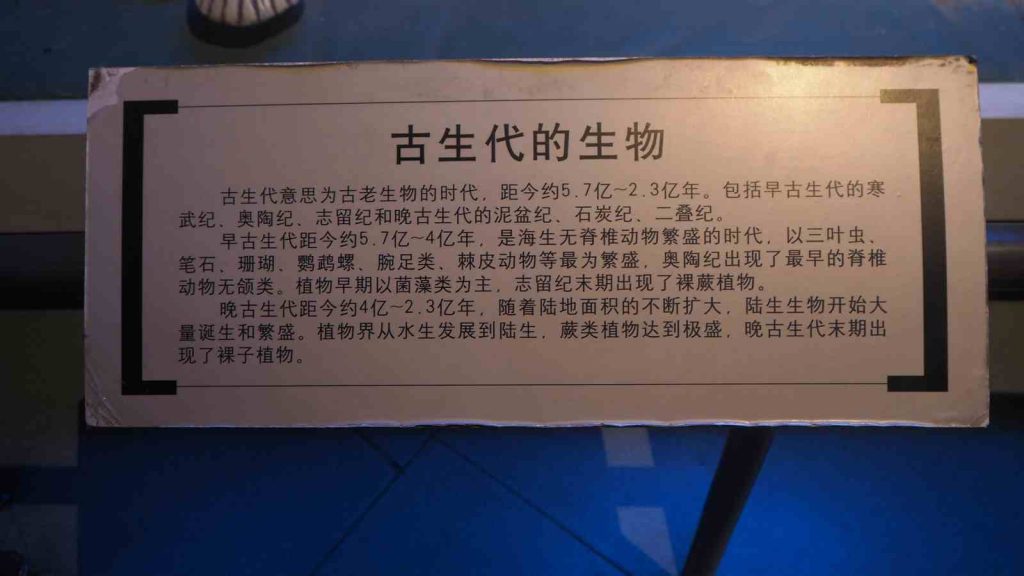 古生代的生物
古生代意思为古老生物的时代，距今约5.7亿~2.3亿年。包括早古生代的寒
武纪、奥陶纪、志留纪和晚古生代的泥盆纪、石炭纪、二叠纪。
早古生代距今约5.7亿~4亿年，是海生无脊椎动物繁盛的时代，以三叶虫、
笔石、珊瑚、鹦鹉螺、腕足类、棘皮动物等最为繁盛，奥陶纪出现了最早的脊椎
动物无颌类。植物早期以菌藻类为主，志留纪末期出现了裸蕨植物。
晚古生代距今约4亿~2.3亿年，随着陆地面积的不断扩大，陆生生物开始大
量诞生和繁盛。植物界从水生发展到陆生，蕨类植物达到极盛，晚古生代末期出
现了裸子植物。